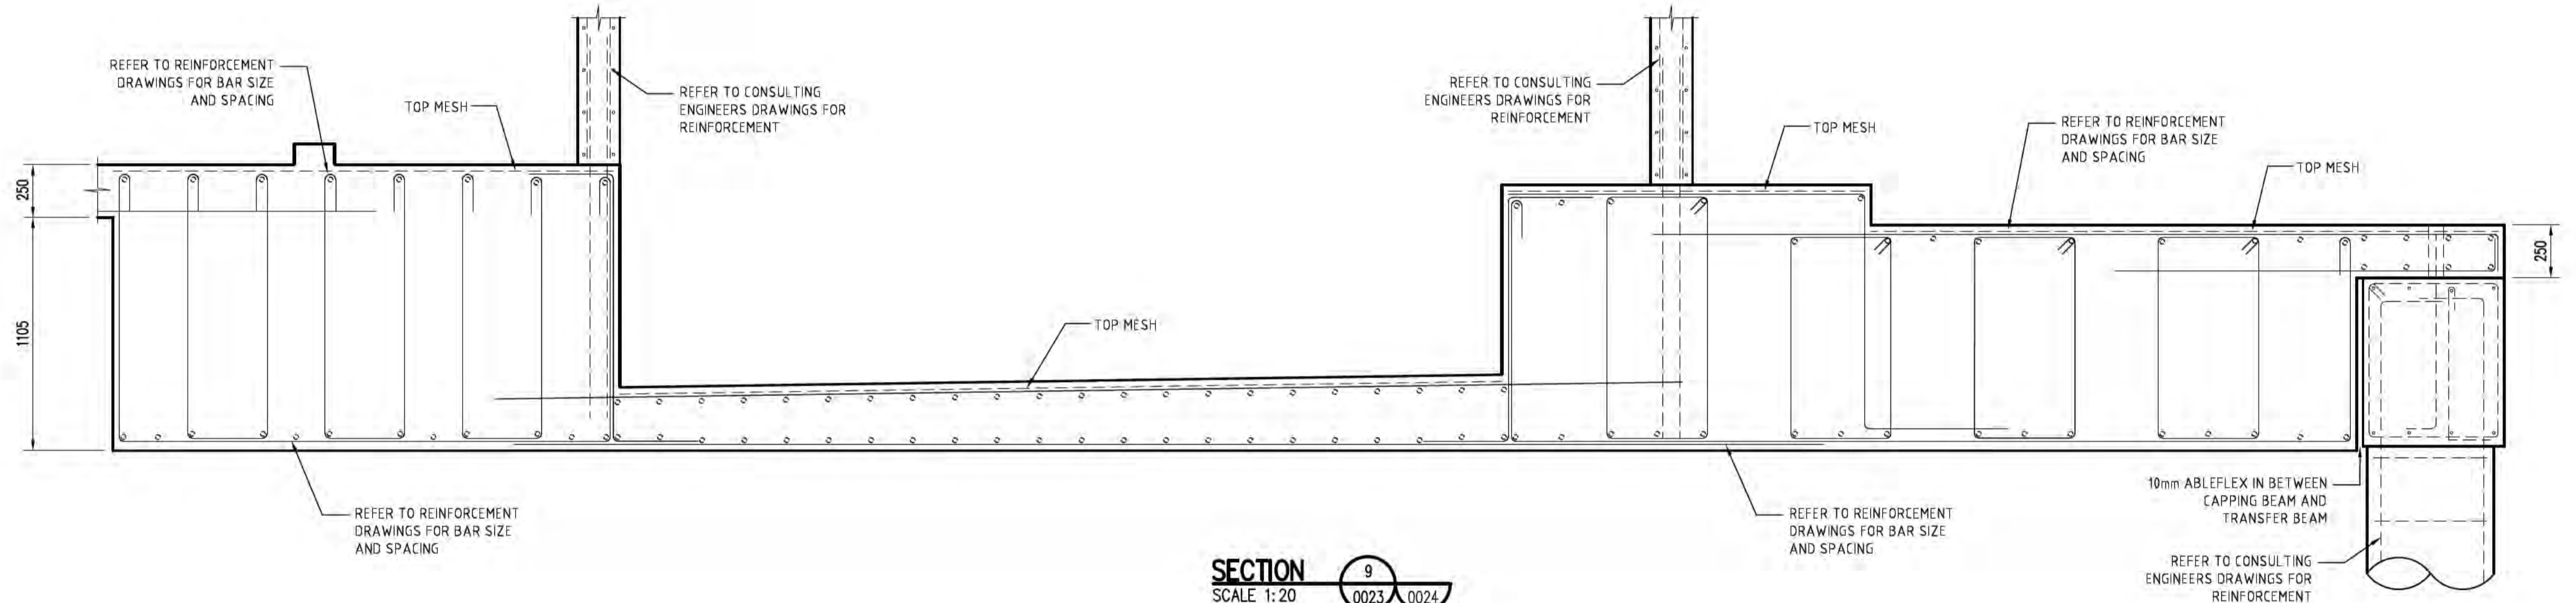 REFER TO REINFORCEMENT
DRAWINGS FOR BAR SIZE
AND SPACING
TOP MESH
REFER TO CONSULTING
ENGINEERS DRAWINGS FOR
REINFORCEMENT
REFER TO CONSULTING
ENGINEERS DRAWINGS FOR
REINFORCEMENT
TOP MESH
REFER TO REINFORCEMENT
DRAWINGS FOR BAR SIZE
AND SPACING
TOP MESH
250
1105
250
TOP MESH
REFER TO REINFORCEMENT
DRAWINGS FOR BAR SIZE
AND SPACING
REFER TO REINFORCEMENT
DRAWINGS FOR BAR SIZE
AND SPACING
10mm ABLEFLEX IN BETWEEN
CAPPING BEAM AND
TRANSFER BEAM
REFER TO CONSULTING
ENGINEERS DRAWINGS FOR
REINFORCEMENT
SECTION
SCALE 1:20
9
0023
0024